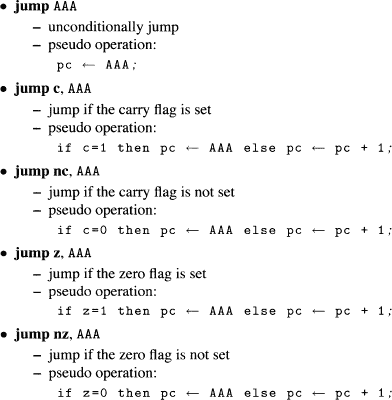 • jump AAA
– unconditionally jump
– pseudo operation:
pc ← AAA;
• jump c, AAA
– jump if the carry flag is set
– pseudo operation:
if c=1 then pc ← AAA else pc ← pc + 1;
• jump nc, AAA
– jump if the carry flag is not set
– pseudo operation:
if c=0 then pc ← AAA else pc ← pc + 1;
• jump z, AAA
– jump if the zero flag is set
– pseudo operation:
if z=1 then pc ← AAA else pc ← pc + 1;
• jump nz, AAA
– jump if the zero flag is not set
– pseudo operation:
if z=0 then pc ← AAA else pc ← pc + 1;